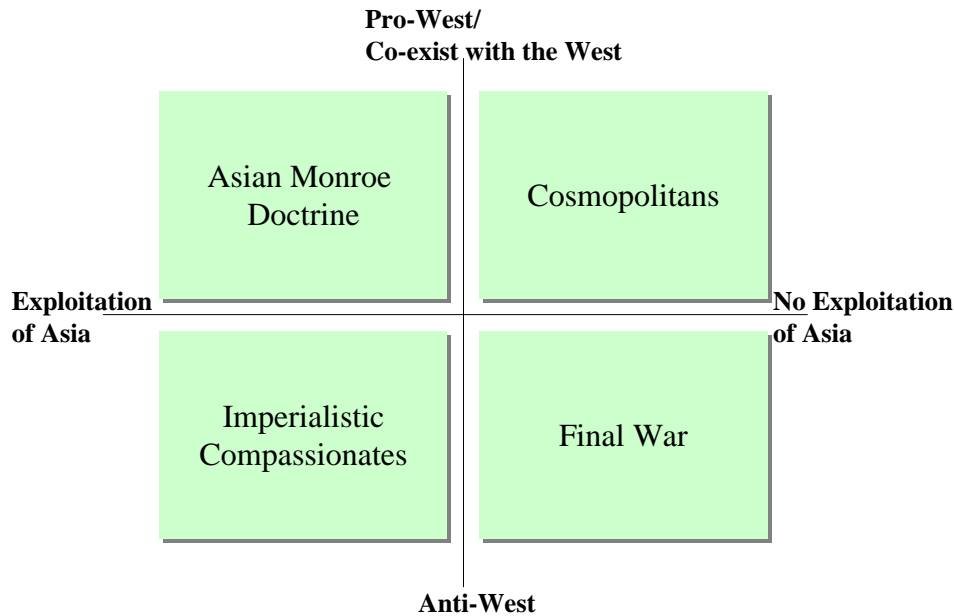 Pro-West/
Co-exist with the West
Asian Monroe
Doctrine
Cosmopolitans
Exploitation
of Asia
No Exploitation
of Asia
Imperialistic
Compassionates
Final War
Anti-West